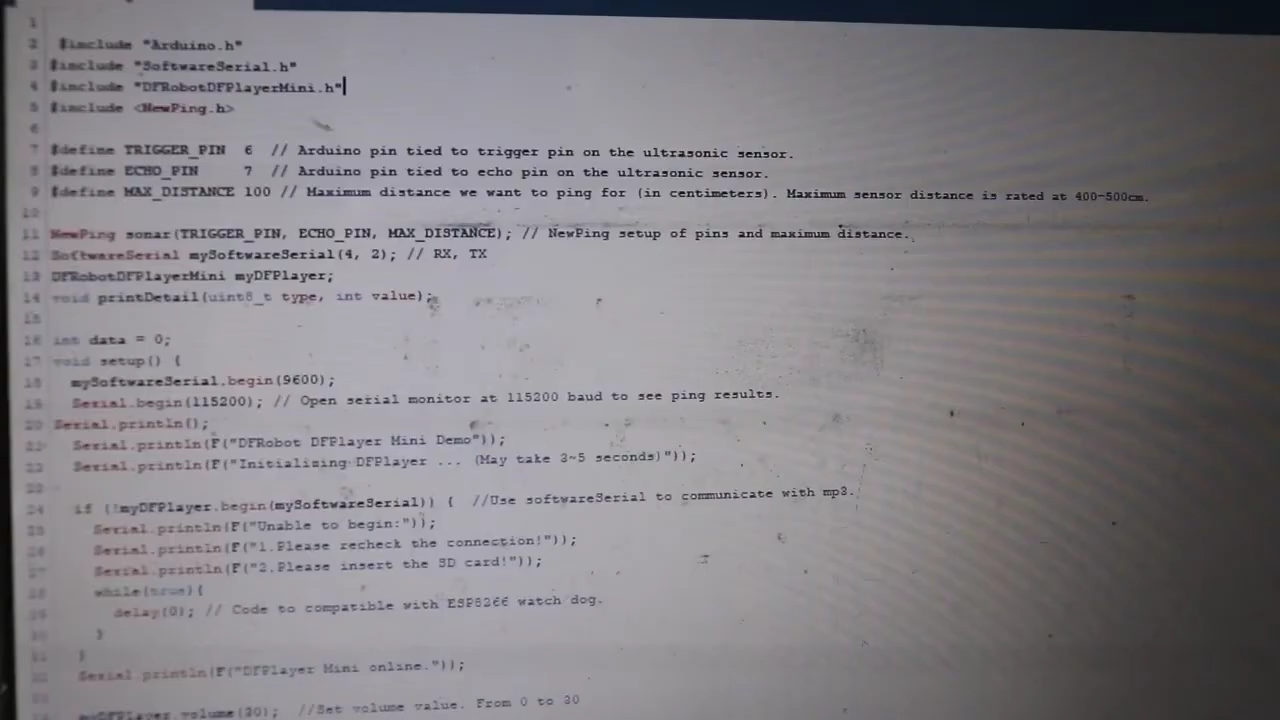 1
2 #include "Arduino.h"
3 #include "SoftwareSerial.h"
4 #include "DFRobotDFPlayerMini.h"
5 #include <NewPing.h>
6
7 #define TRIGGER_PIN 6 // Arduino pin tied to trigger pin on the ultrasonic sensor.
8 #define ECHO_PIN 7 // Arduino pin tied to echo pin on the ultrasonic sensor.
9 #define MAX_DISTANCE 100 // Maximum distance we want to ping for (in centimeters). Maximum sensor distance is rated at 400-500cm.
10
11 NewPing sonar(TRIGGER_PIN, ECHO_PIN, MAX_DISTANCE); // NewPing setup of pins and maximum distance.
12 SoftwareSerial mySoftwareSerial(4, 2); // RX, TX
13 DFRobotDFPlayerMini myDFPlayer;
14 void printDetail(uint8_t type, int value);
15
16 int data = 0;
17 void setup() {
18 mySoftwareSerial.begin(9600);
19 Serial.begin(115200); // Open serial monitor at 115200 baud to see ping results.
20 Serial.println();
21 Serial.println(F("DFRobot DFPlayer Mini Demo"));
22 Serial.println(F("Initializing DFPlayer ... (May take 3~5 seconds)"));
23
24 if (!myDFPlayer.begin(mySoftwareSerial)) { //Use softwareSerial to communicate with mp3.
25 Serial.println(F("Unable to begin:"));
26 Serial.println(F("1.Please recheck the connection!"));
27 Serial.println(F("2.Please insert the SD card!"));
28 while(true){
29 delay(0); // Code to compatible with ESP8266 watch dog.
30 }
31 }
32 Serial.println(F("DFPlayer Mini online."));
33
myDFPlayer.volume(30); //Set volume value. From 0 to 30